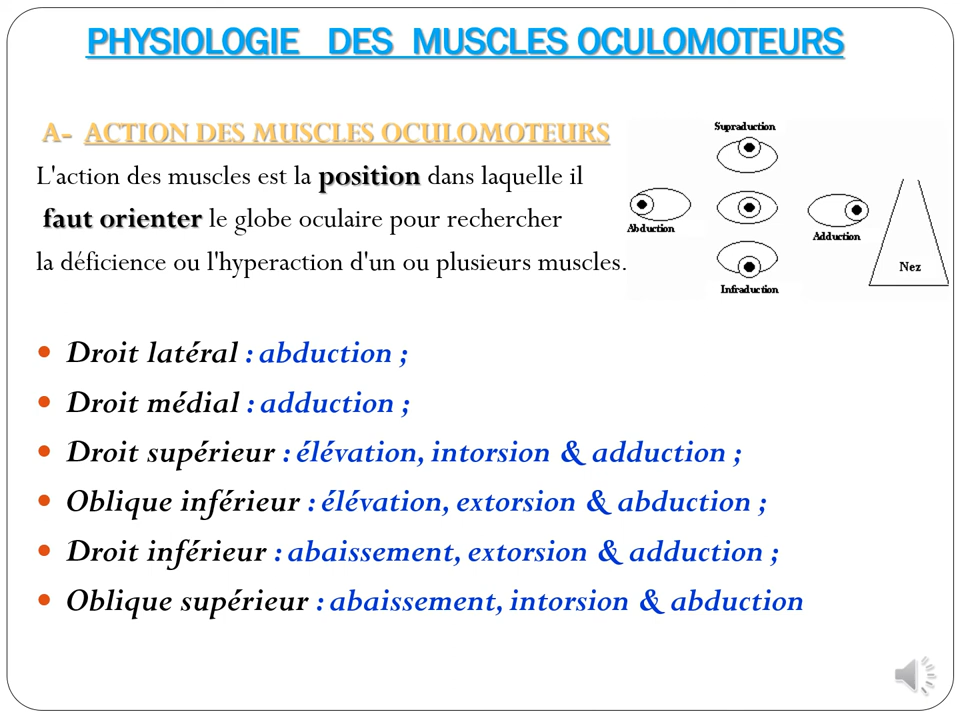 PHYSIOLOGIE DES MUSCLES OCULOMOTEURS
A- ACTION DES MUSCLES OCULOMOTEURS
L'action des muscles est la position dans laquelle il
faut orienter le globe oculaire pour rechercher
la déficience ou l'hyperaction d'un ou plusieurs muscles.
Supraduction
Abduction
Adduction
Nez
Infraduction
• Droit latéral : abduction ;
• Droit médial : adduction ;
• Droit supérieur : élévation, intorsion & adduction ;
• Oblique inférieur : élévation, extorsion & abduction ;
• Droit inférieur : abaissement, extorsion & adduction ;
• Oblique supérieur : abaissement, intorsion & abduction